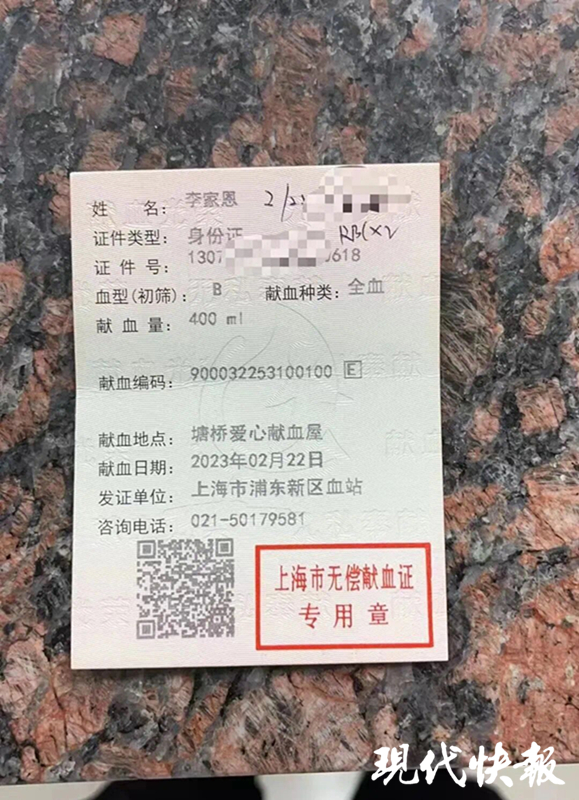 姓 名: 李家恩 2/2
RBC×2
证件类型: 身份证
证 件 号: 1307 0618
血型(初筛): B 献血种类: 全血
献 血 量: 400 ml
献血编码: 900032253100100 E
献血地点: 塘桥爱心献血屋
献血日期: 2023年02月22日
发证单位: 上海市浦东新区血站
咨询电话: 021-50179581
上海市无偿献血证
专用章
现代快报